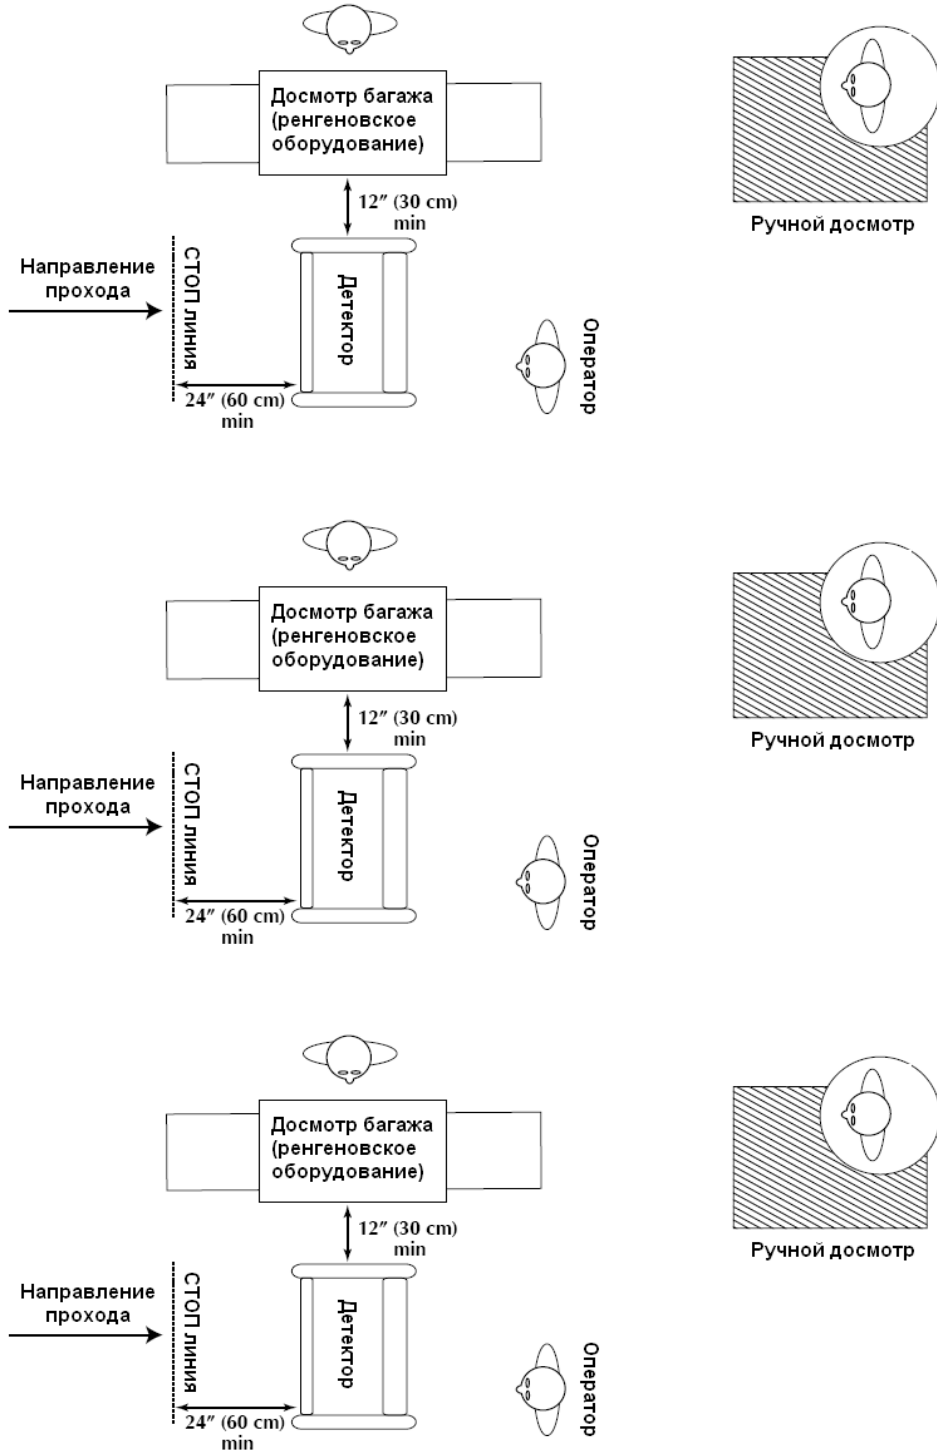 Досмотр багажа
(ренгеновское
оборудование)
12" (30 cm)
min
Ручной досмотр
Направление
прохода
СТОП линия
Детектор
Оператор
24" (60 cm)
min
Досмотр багажа
(ренгеновское
оборудование)
12" (30 cm)
min
Ручной досмотр
Направление
прохода
СТОП линия
Детектор
Оператор
24" (60 cm)
min
Досмотр багажа
(ренгеновское
оборудование)
12" (30 cm)
min
Ручной досмотр
Направление
прохода
СТОП линия
Детектор
Оператор
24" (60 cm)
min